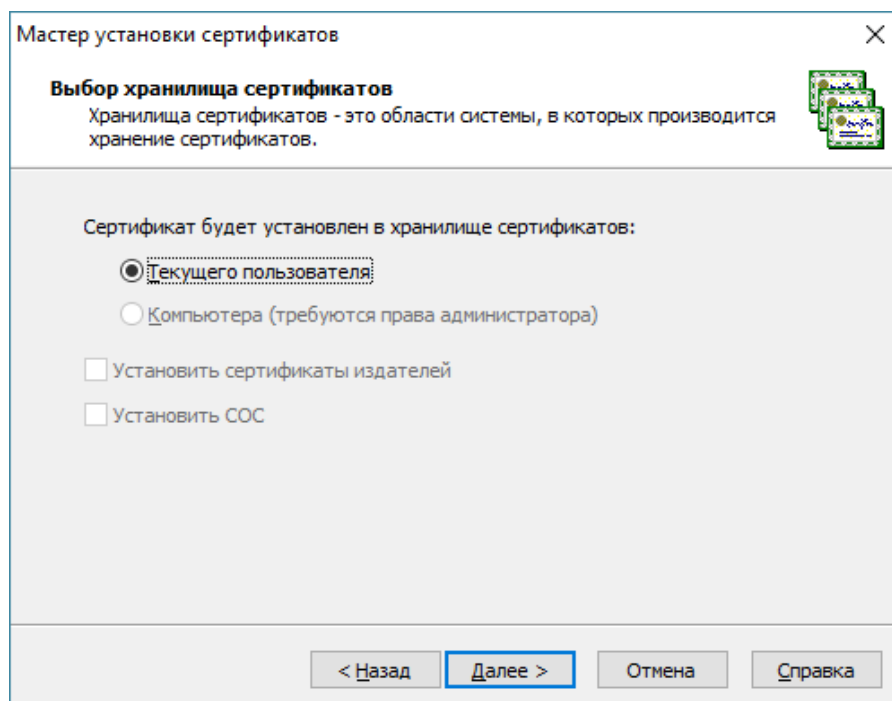 Мастер установки сертификатов
Выбор хранилища сертификатов
Хранилища сертификатов - это области системы, в которых производится
хранение сертификатов.
Сертификат будет установлен в хранилище сертификатов:
Текущего пользователя
Компьютера (требуются права администратора)
Установить сертификаты издателей
Установить СОС
< Назад
Далее >
Отмена
Справка